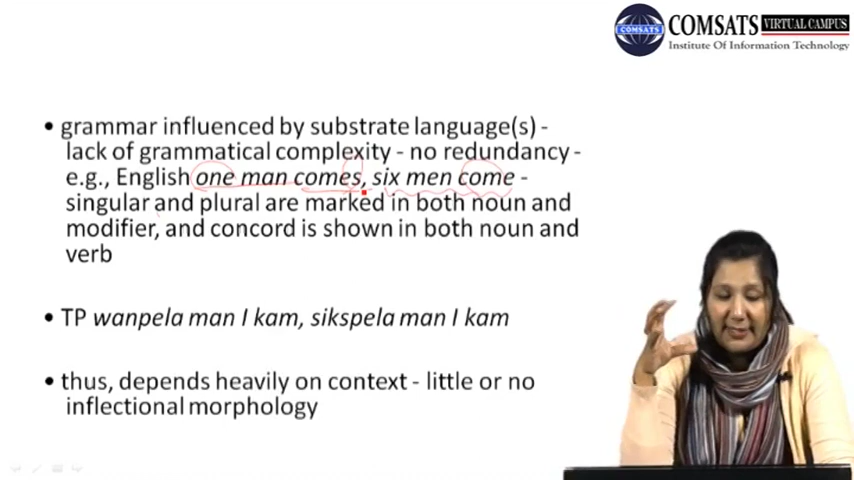 COMSATS VIRTUAL CAMPUS
COMSATS
Institute Of Information Technology
• grammar influenced by substrate language(s) -
lack of grammatical complexity - no redundancy -
e.g., English one man comes, six men come -
singular and plural are marked in both noun and
modifier, and concord is shown in both noun and
verb
• TP wanpela man I kam, sikspela man I kam
• thus, depends heavily on context - little or no
inflectional morphology